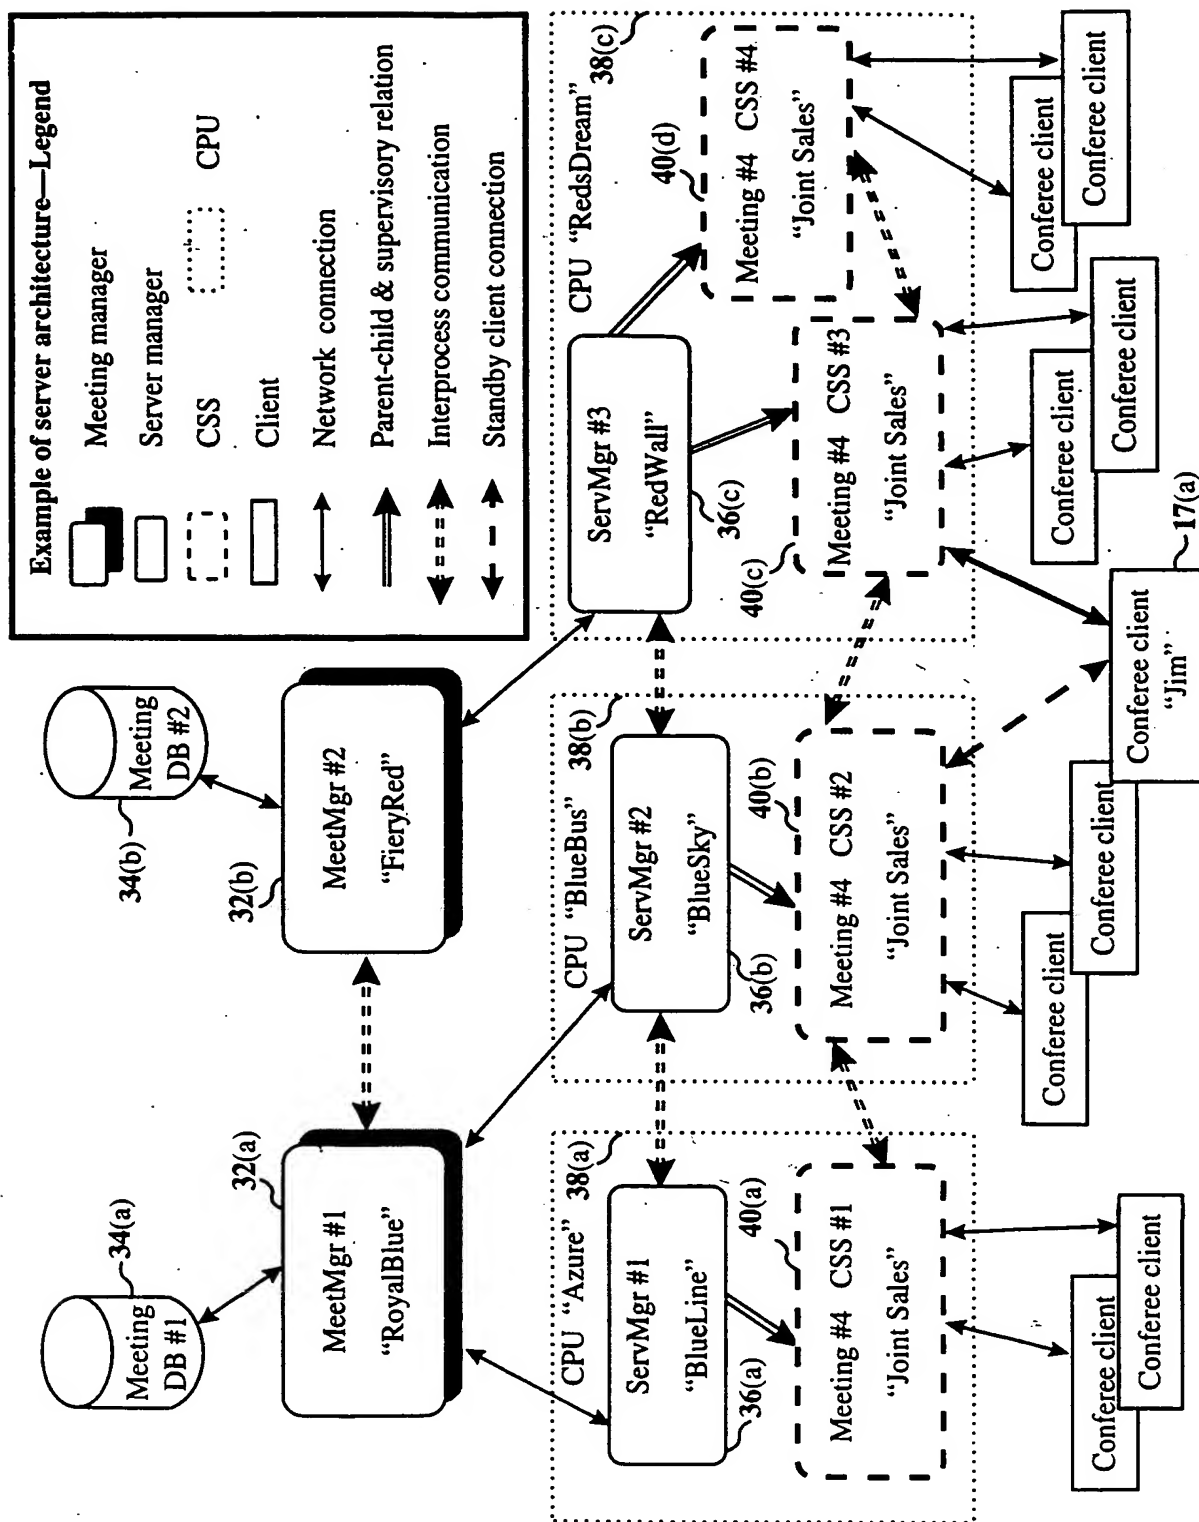 Example of server architecture—Legend
Meeting manager
Server manager
CSS
CPU
Client
Network connection
Parent-child & supervisory relation
Interprocess communication
Standby client connection
34(a)
Meeting
DB #1
34(b)
Meeting
DB #2
32(a)
MeetMgr #1
“RoyalBlue”
32(b)
MeetMgr #2
“FieryRed”
CPU “Azure”
38(a)
ServMgr #1
“BlueLine”
36(a)
40(a)
Meeting #4 CSS #1
“Joint Sales”
CPU “BlueBus”
38(b)
ServMgr #2
“BlueSky”
36(b)
40(b)
Meeting #4 CSS #2
“Joint Sales”
CPU “RedsDream”
38(c)
ServMgr #3
“RedWall”
36(c)
40(c)
Meeting #4 CSS #3
“Joint Sales”
40(d)
Meeting #4 CSS #4
“Joint Sales”
Conferee client
Conferee client
Conferee client
Conferee client
Conferee client
“Jim”
17(a)
Conferee client
Conferee client
Conferee client
Conferee client